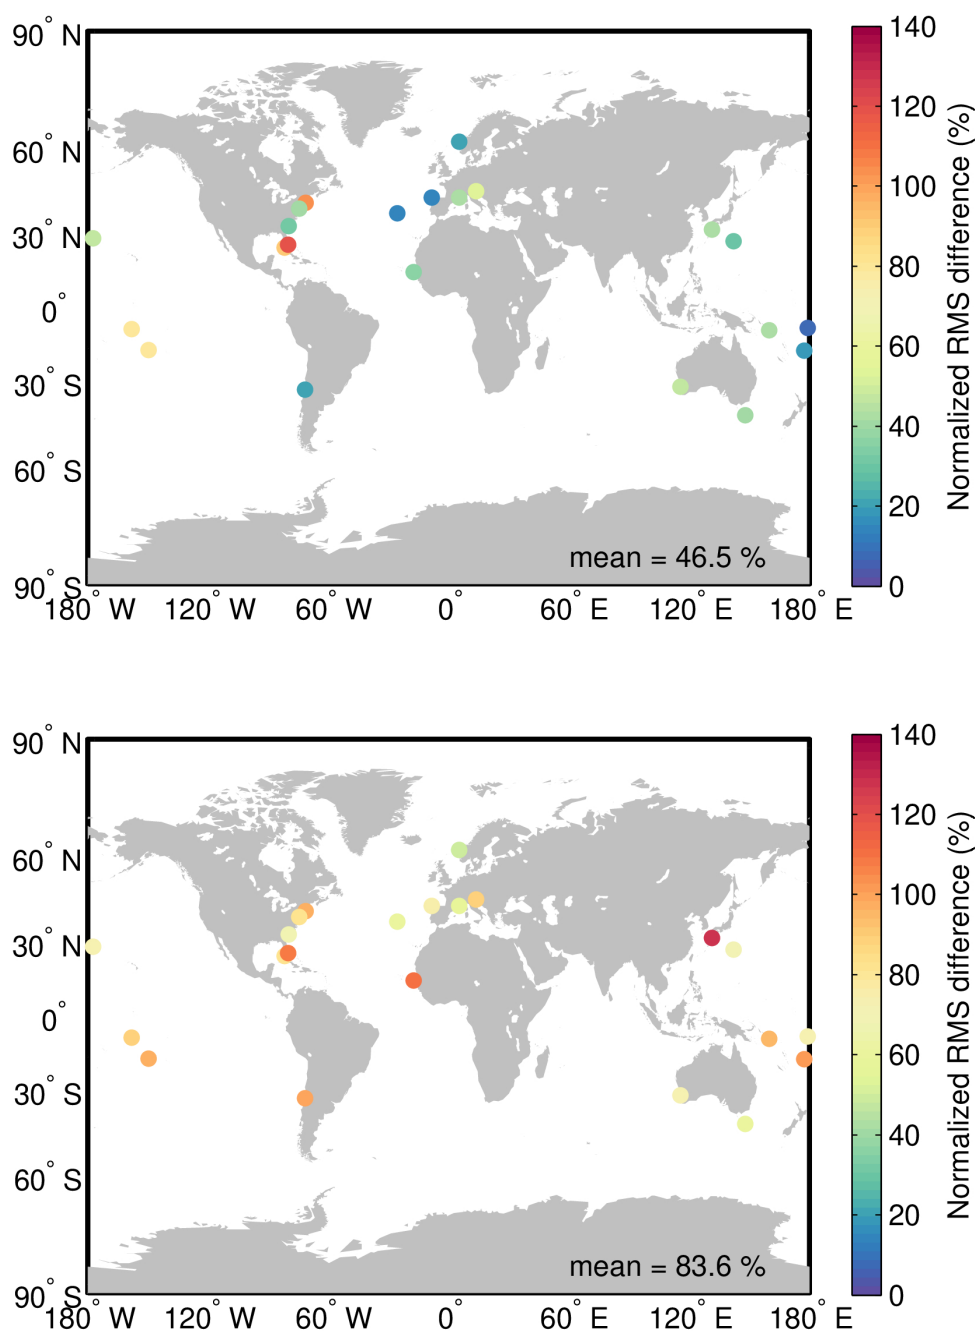 90° N
60° N
30° N
0°
30° S
60° S
90° S
180° W 120° W 60° W 0° 60° E 120° E 180° E
mean = 46.5 %
140
120
100
80
60
40
20
0
Normalized RMS difference (%)
90° N
60° N
30° N
0°
30° S
60° S
90° S
180° W 120° W 60° W 0° 60° E 120° E 180° E
mean = 83.6 %
140
120
100
80
60
40
20
0
Normalized RMS difference (%)